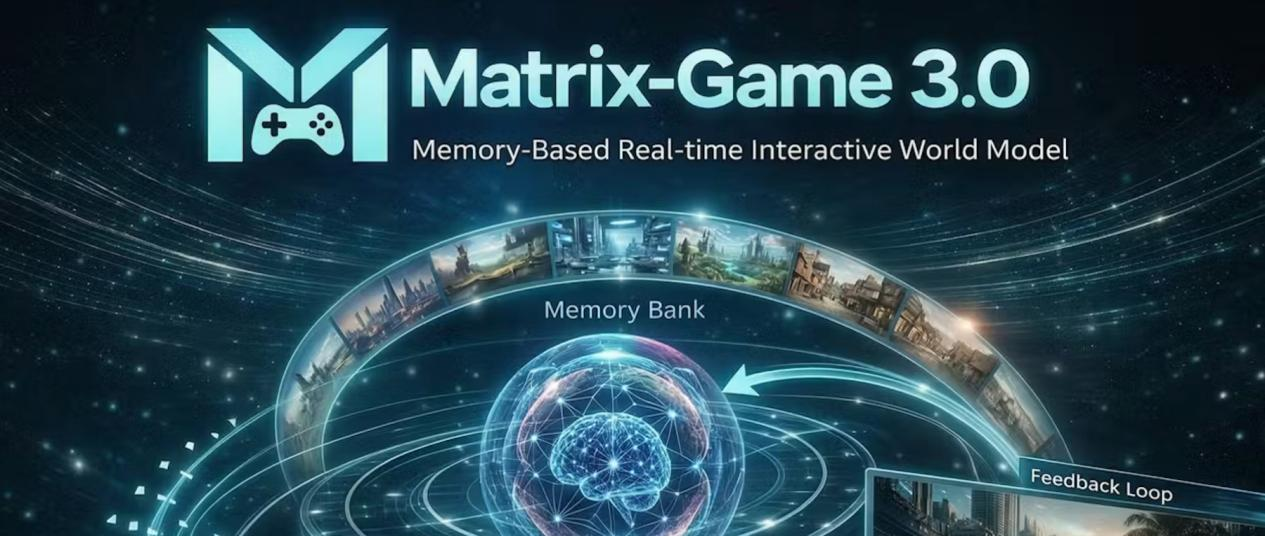 Matrix-Game 3.0
Memory-Based Real-time Interactive World Model
Memory Bank
Feedback Loop